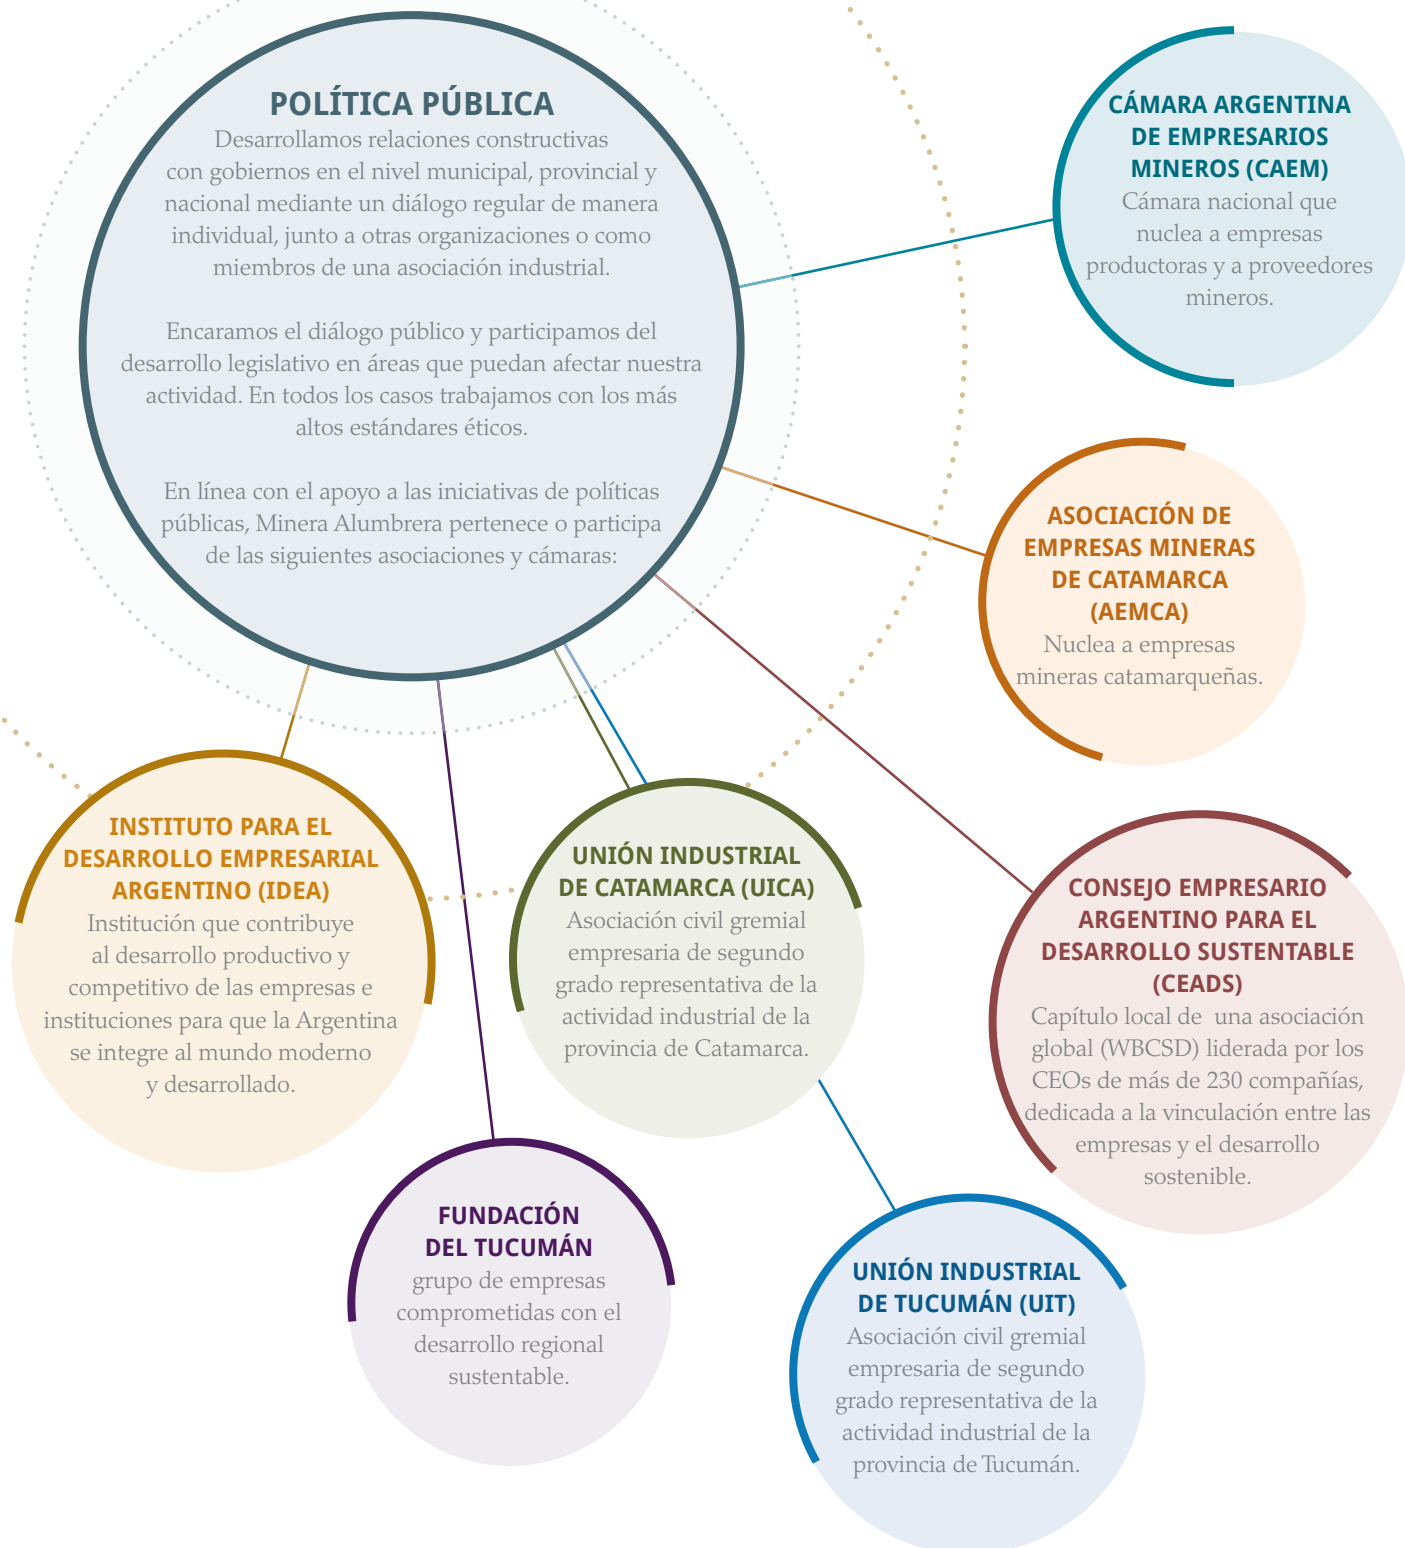 POLÍTICA PÚBLICA
Desarrollamos relaciones constructivas
con gobiernos en el nivel municipal, provincial y
nacional mediante un diálogo regular de manera
individual, junto a otras organizaciones o como
miembros de una asociación industrial.
Encaramos el diálogo público y participamos del
desarrollo legislativo en áreas que puedan afectar nuestra
actividad. En todos los casos trabajamos con los más
altos estándares éticos.
En línea con el apoyo a las iniciativas de políticas
públicas, Minera Alumbrera pertenece o participa
de las siguientes asociaciones y cámaras:
CÁMARA ARGENTINA
DE EMPRESARIOS
MINEROS (CAEM)
Cámara nacional que
nuclea a empresas
productoras y a proveedores
mineros.
ASOCIACIÓN DE
EMPRESAS MINERAS
DE CATAMARCA
(AEMCA)
Nuclea a empresas
mineras catamarqueñas.
CONSEJO EMPRESARIO
ARGENTINO PARA EL
DESARROLLO SUSTENTABLE
(CEADS)
Capítulo local de  una asociación
global (WBCSD) liderada por los
CEOs de más de 230 compañías,
dedicada a la vinculación entre las
empresas y el desarrollo
sostenible.
INSTITUTO PARA EL
DESARROLLO EMPRESARIAL
ARGENTINO (IDEA)
Institución que contribuye
al desarrollo productivo y
competitivo de las empresas e
instituciones para que la Argentina
se integre al mundo moderno
y desarrollado.
UNIÓN INDUSTRIAL
DE CATAMARCA (UICA)
Asociación civil gremial
empresaria de segundo
grado representativa de la
actividad industrial de la
provincia de Catamarca.
FUNDACIÓN
DEL TUCUMÁN
grupo de empresas
comprometidas con el
desarrollo regional
sustentable.
UNIÓN INDUSTRIAL
DE TUCUMÁN (UIT)
Asociación civil gremial
empresaria de segundo
grado representativa de la
actividad industrial de la
provincia de Tucumán.